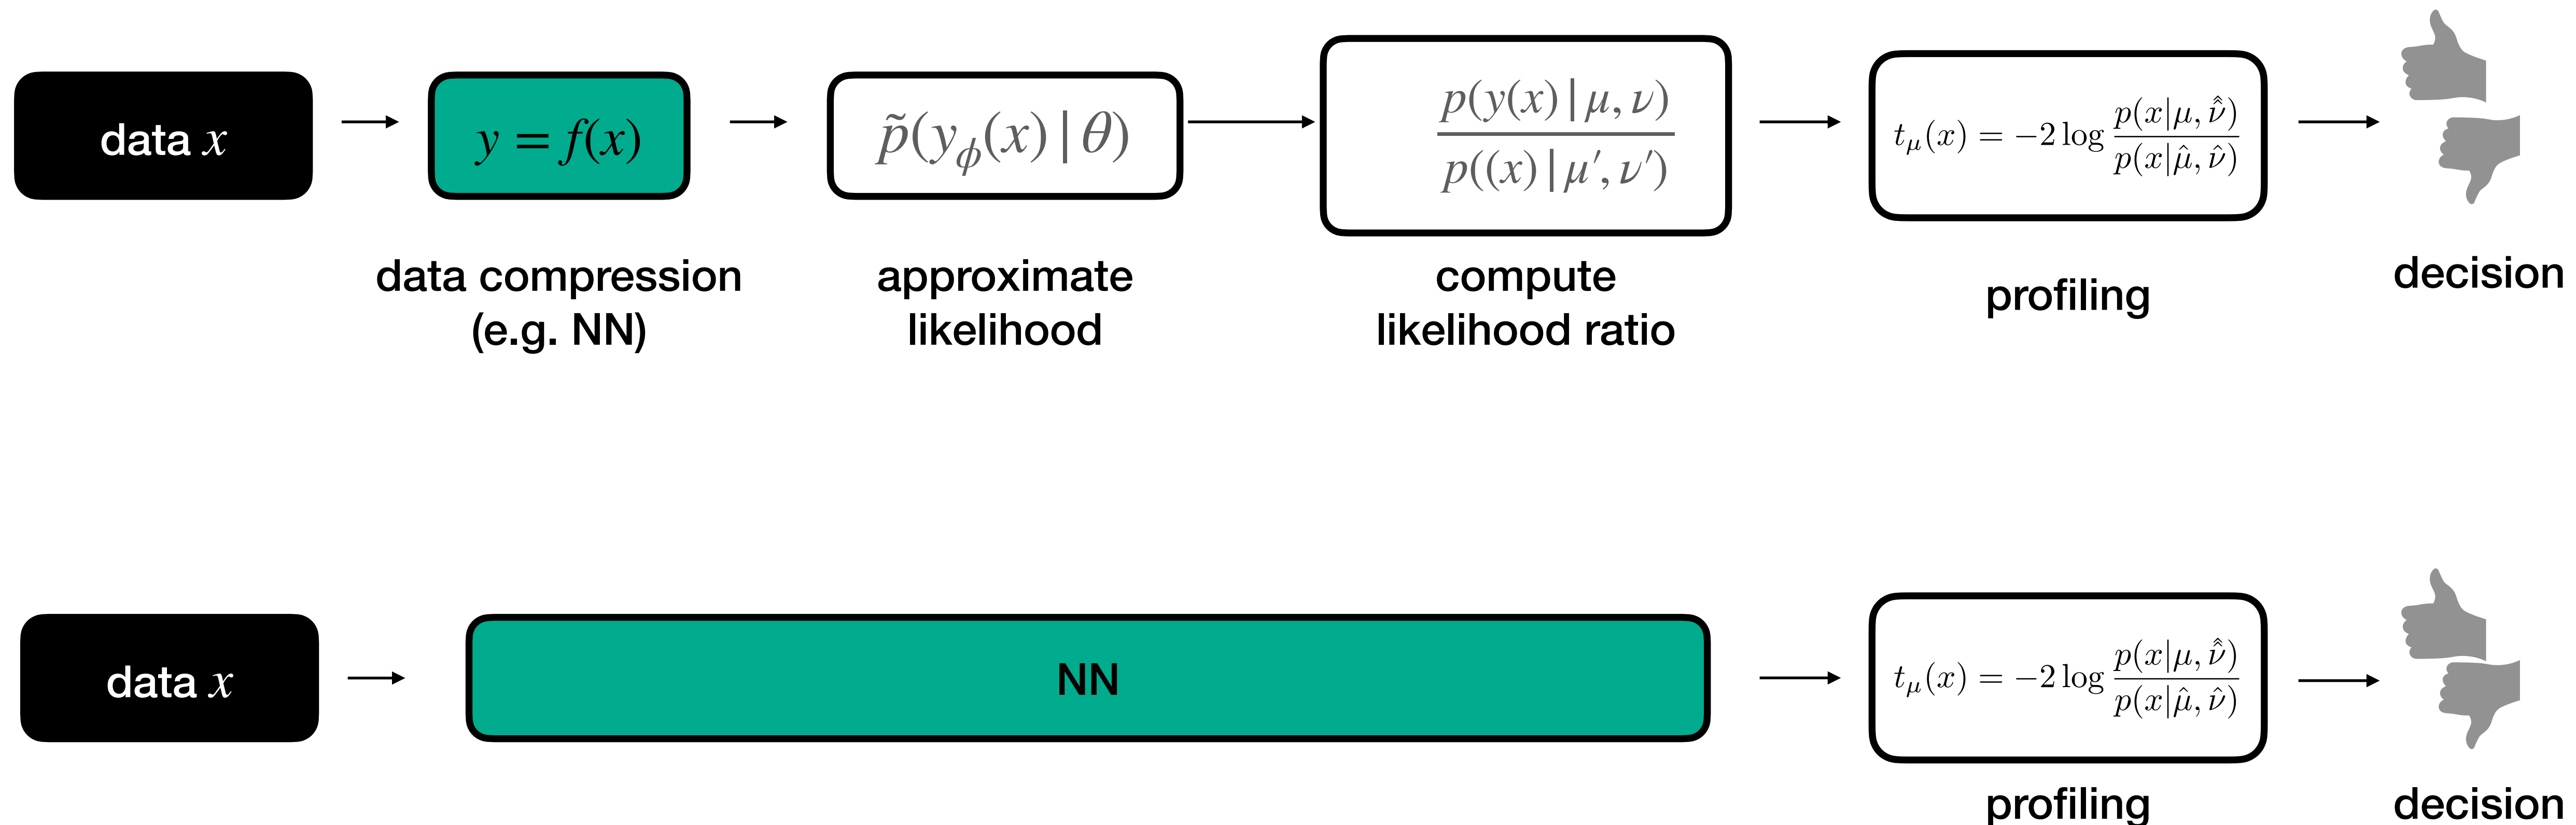 data x
y = f(x)
p̃(y_ϕ(x) | θ)
p(y(x) | μ, ν)
p((x) | μ′, ν′)
t_μ(x) = −2 log p(x|μ, ν̂̂) / p(x|μ̂, ν̂)
data compression
(e.g. NN)
approximate
likelihood
compute
likelihood ratio
profiling
decision
data x
NN
t_μ(x) = −2 log p(x|μ, ν̂̂) / p(x|μ̂, ν̂)
profiling
decision